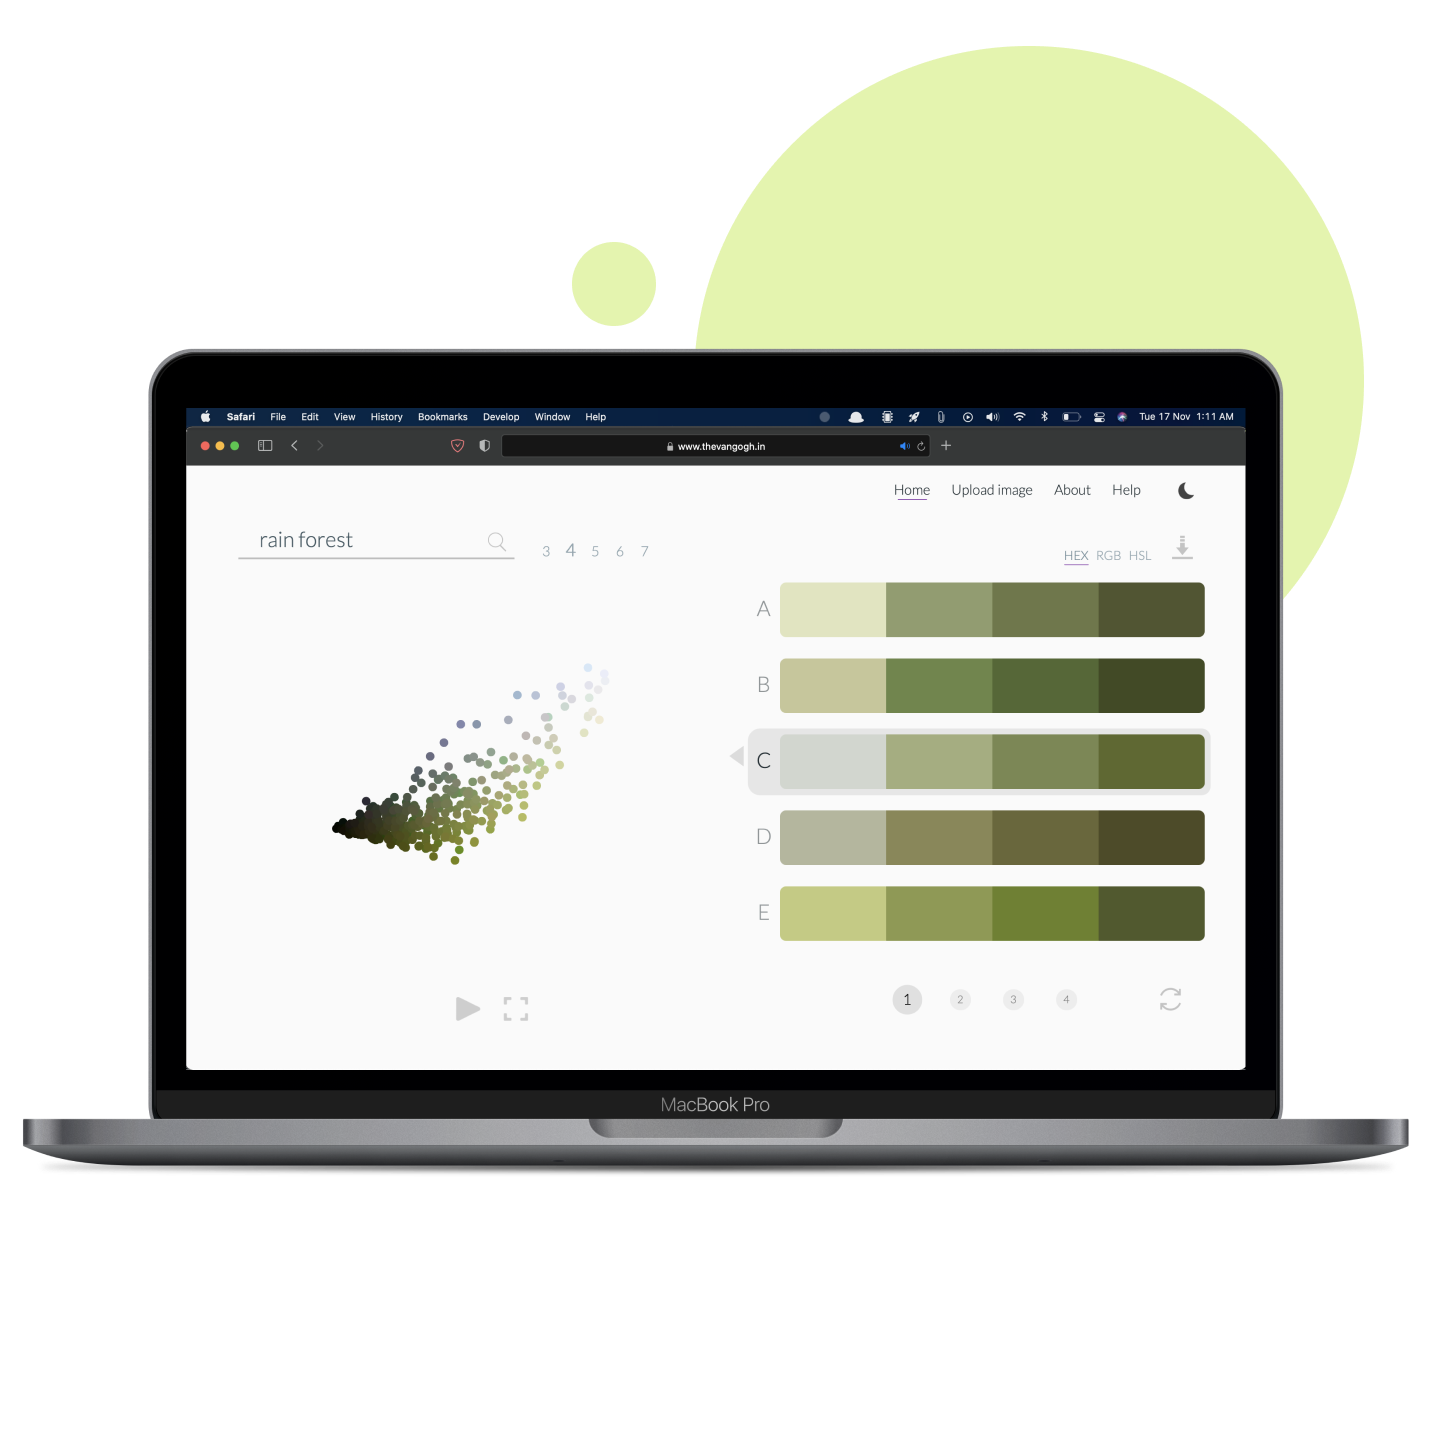 Safari File Edit View History Bookmarks Develop Window Help Tue 17 Nov 1:11 AM
www.thevangogh.in
Home Upload image About Help
rain forest
3 4 5 6 7
HEX RGB HSL
A
B
C
D
E
1 2 3 4
MacBook Pro